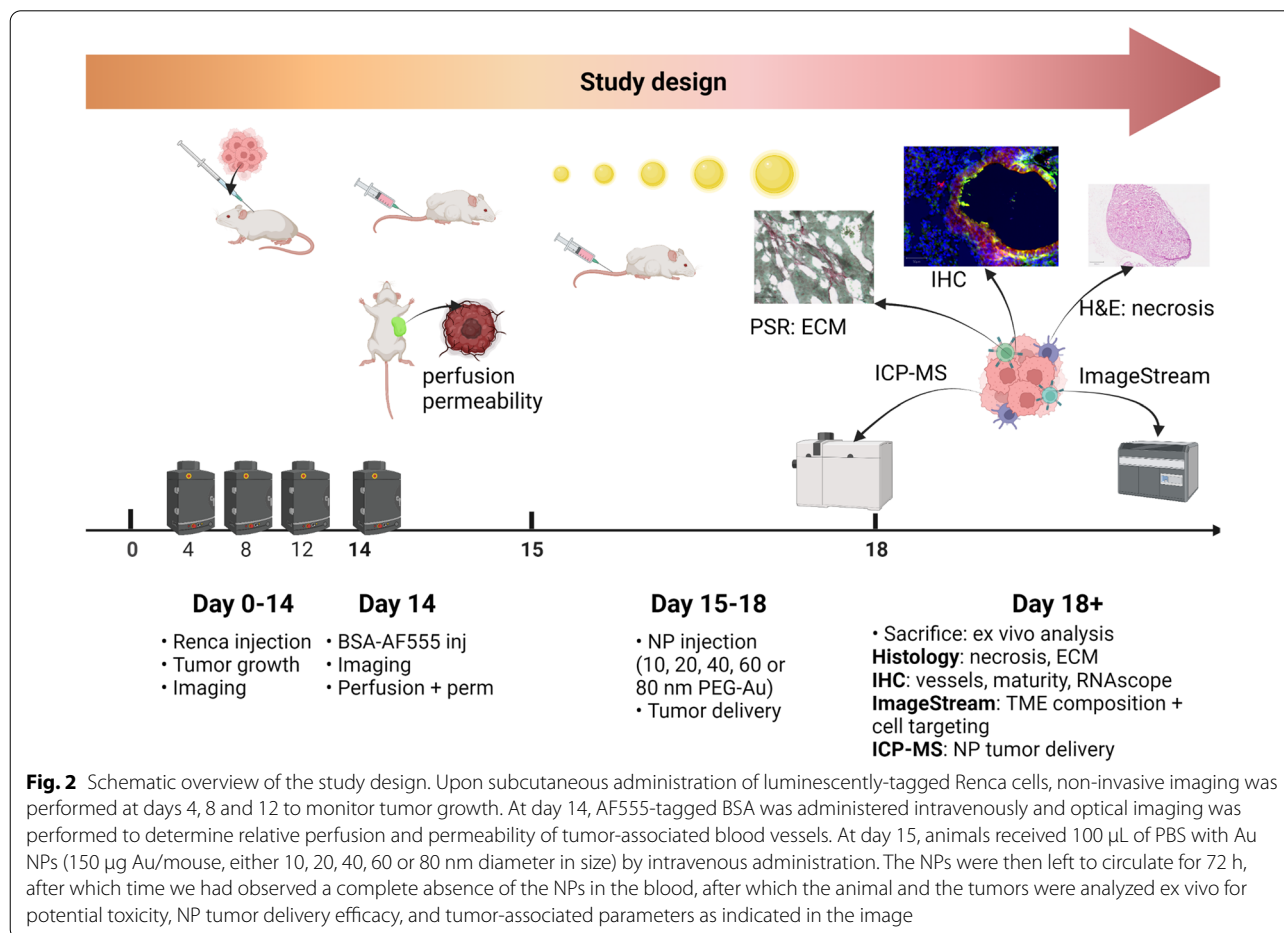 Study design
IHC
H&E: necrosis
PSR: ECM
ICP-MS
ImageStream
perfusion
permeability
0
4
8
12
14
15
18
Day 0-14
• Renca injection
• Tumor growth
• Imaging
Day 14
• BSA-AF555 inj
• Imaging
• Perfusion + perm
Day 15-18
• NP injection
(10, 20, 40, 60 or
80 nm PEG-Au)
• Tumor delivery
Day 18+
• Sacrifice: ex vivo analysis
Histology: necrosis, ECM
IHC: vessels, maturity, RNAscope
ImageStream: TME composition +
cell targeting
ICP-MS: NP tumor delivery
Fig. 2 Schematic overview of the study design. Upon subcutaneous administration of luminescently-tagged Renca cells, non-invasive imaging was
performed at days 4, 8 and 12 to monitor tumor growth. At day 14, AF555-tagged BSA was administered intravenously and optical imaging was
performed to determine relative perfusion and permeability of tumor-associated blood vessels. At day 15, animals received 100 µL of PBS with Au
NPs (150 µg Au/mouse, either 10, 20, 40, 60 or 80 nm diameter in size) by intravenous administration. The NPs were then left to circulate for 72 h,
after which time we had observed a complete absence of the NPs in the blood, after which the animal and the tumors were analyzed ex vivo for
potential toxicity, NP tumor delivery efficacy, and tumor-associated parameters as indicated in the image